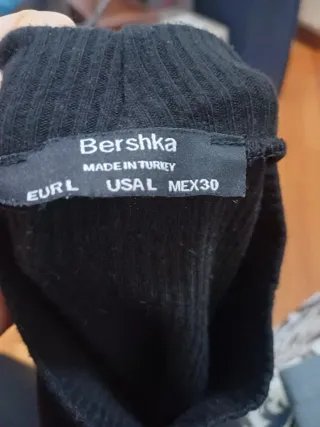 Bershka
MADE IN TURKEY
EUR L USA L MEX 30